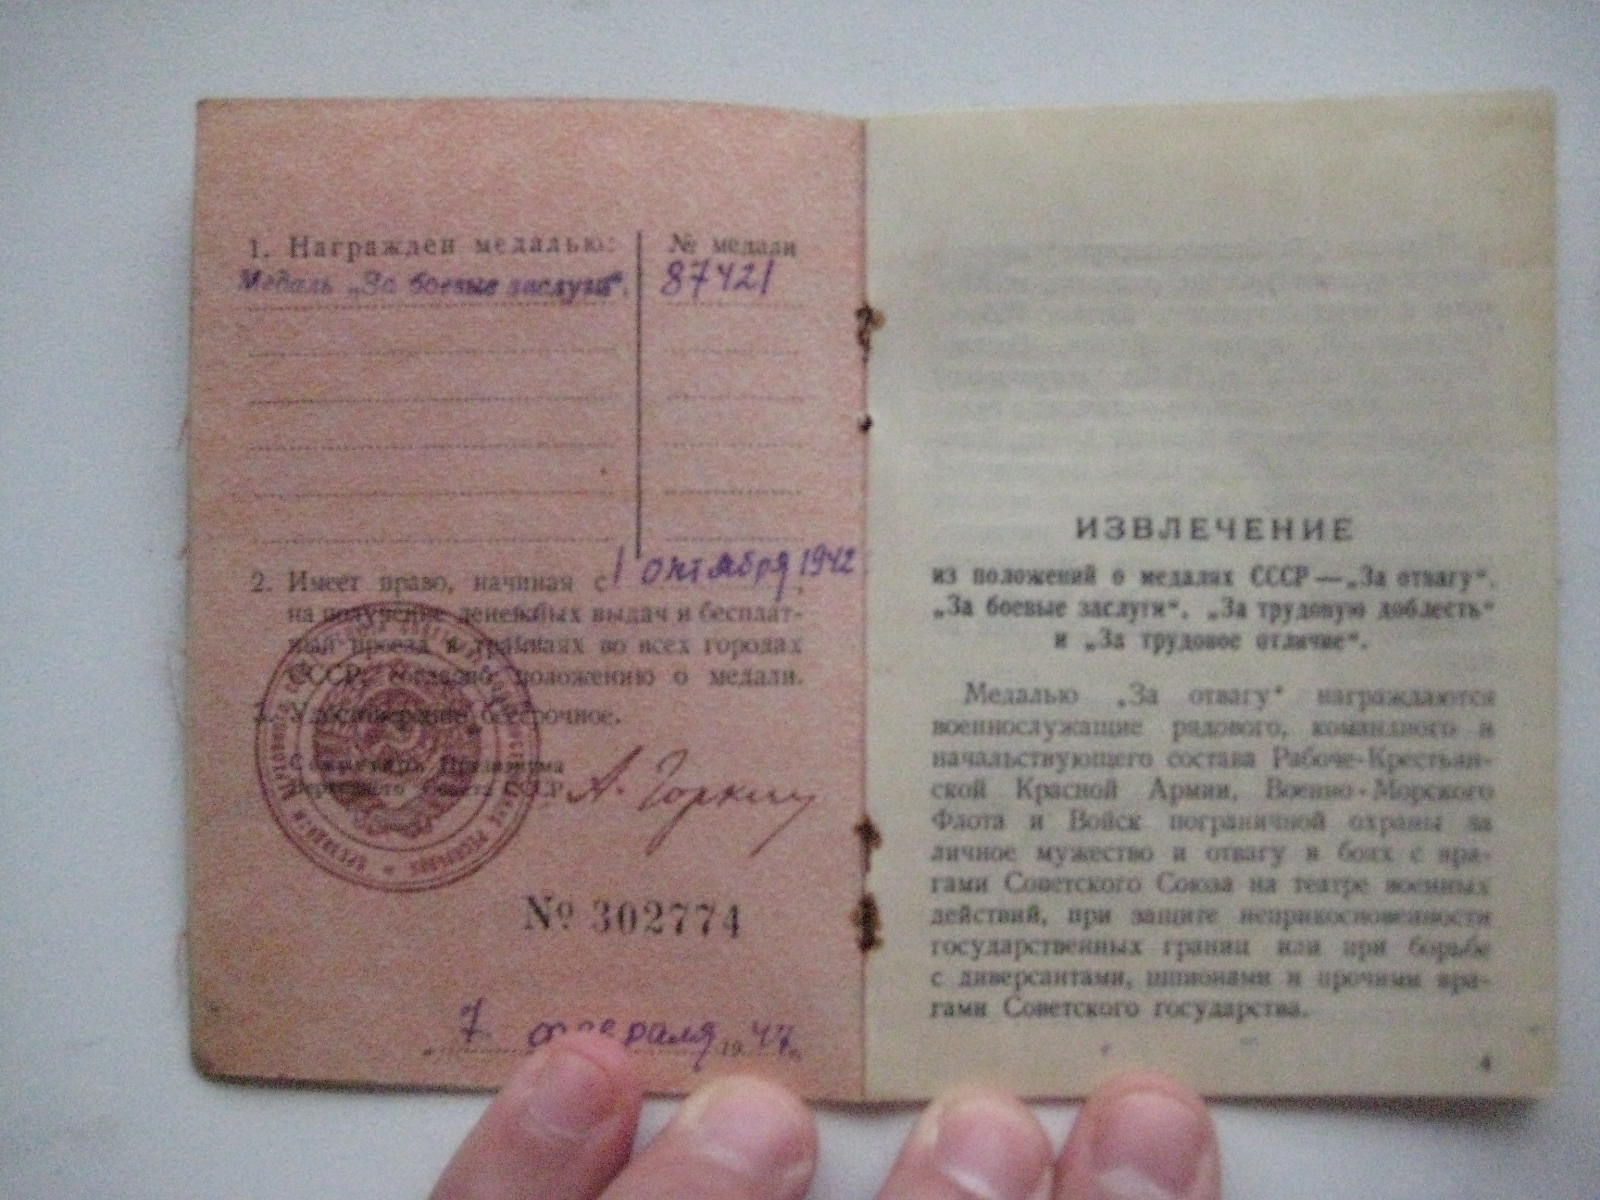 1. Награжден медалью:
№ медали
Медаль „За боевые заслуги“.
87421
2. Имеет право, начиная с 1 октября 1942,
на получение денежных выдач и бесплат-
ный проезд в трамваях во всех городах
СССР, согласно положению о медали.
3. Удостоверение бессрочное.
Секретарь Президиума
Верховного Совета СССР А. Горкин
№ 302774
7 февраля 1947 г.
ИЗВЛЕЧЕНИЕ
из положений о медалях СССР—„За отвагу“,
„За боевые заслуги“, „За трудовую доблесть“
и „За трудовое отличие“.
Медалью „За отвагу“ награждаются
военнослужащие рядового, командного и
начальствующего состава Рабоче-Крестьян-
ской Красной Армии, Военно-Морского
Флота и Войск пограничной охраны за
личное мужество и отвагу в боях с вра-
гами Советского Союза на театре военных
действий, при защите неприкосновенности
государственных границ или при борьбе
с диверсантами, шпионами и прочими вра-
гами Советского государства.
4